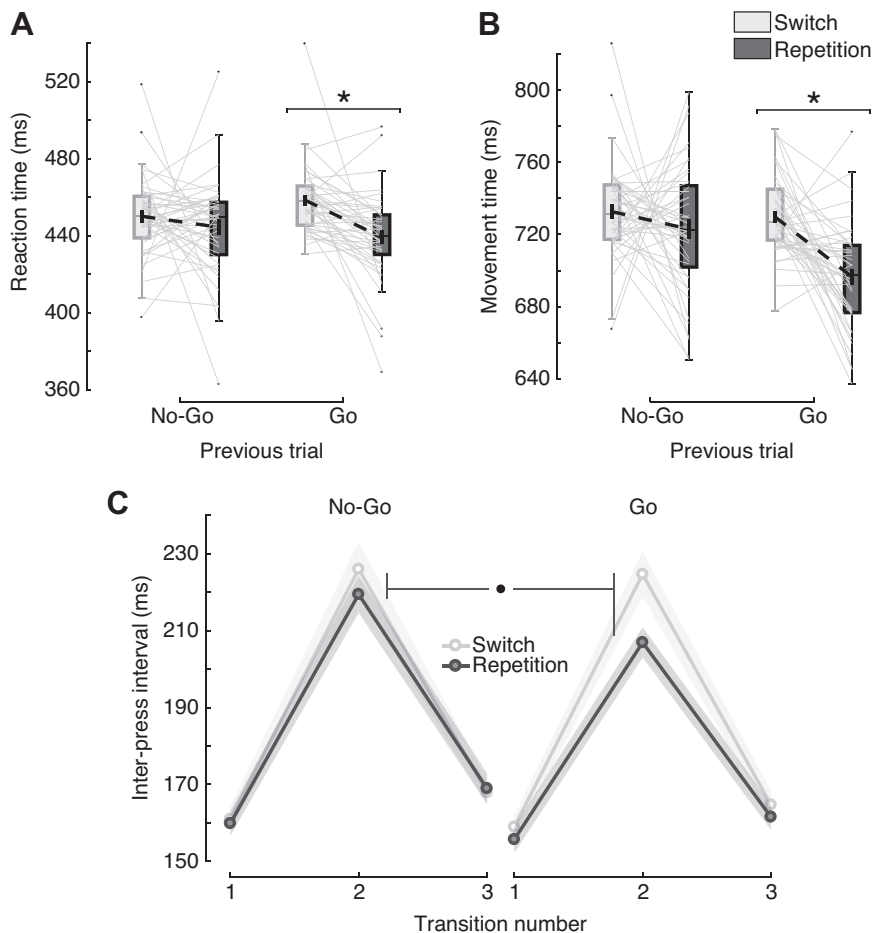 A
B
Switch
Repetition
Reaction time (ms)
520
480
440
400
360
*
No-Go
Go
Previous trial
Movement time (ms)
800
760
720
680
640
*
No-Go
Go
Previous trial
C
No-Go
Go
Inter-press interval (ms)
230
210
190
170
150
Switch
Repetition
1
2
3
1
2
3
Transition number